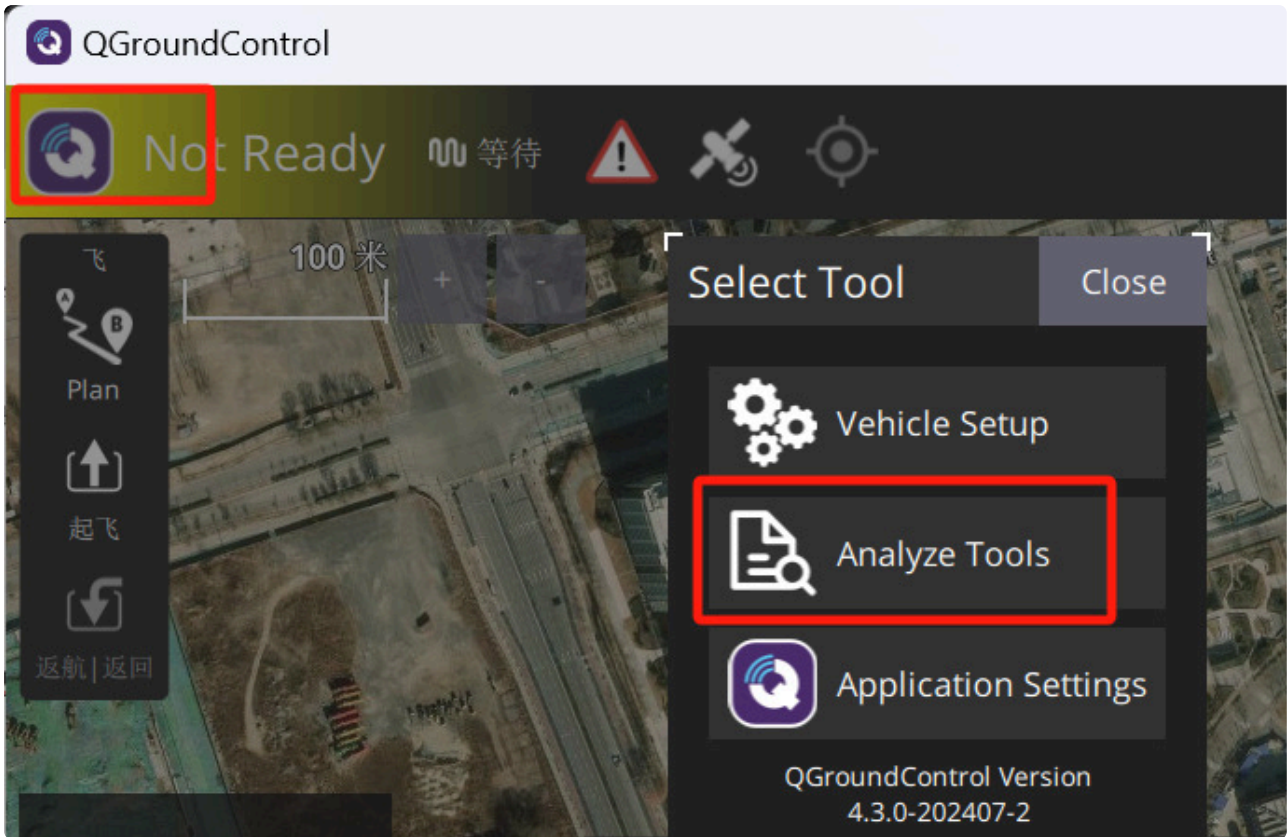 QGroundControl
Not Ready
等待
飞
100 米
+
-
Plan
起飞
返航|返回
Select Tool
Close
Vehicle Setup
Analyze Tools
Application Settings
QGroundControl Version
4.3.0-202407-2